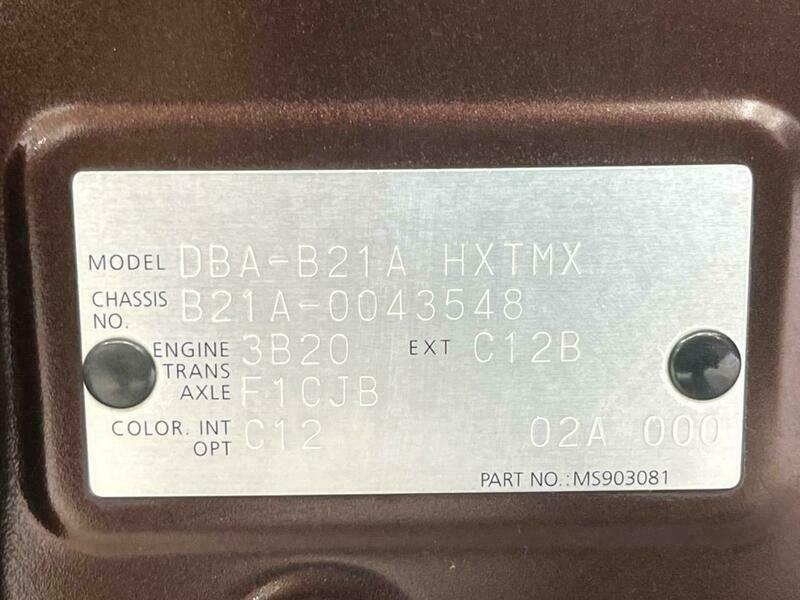 MODEL DBA-B21A HXTMX
CHASSIS NO. B21A-0043548
ENGINE 3B20 EXT C12B
TRANS AXLE F1CJB
COLOR. INT OPT C12 02A 000
PART NO.:MS903081